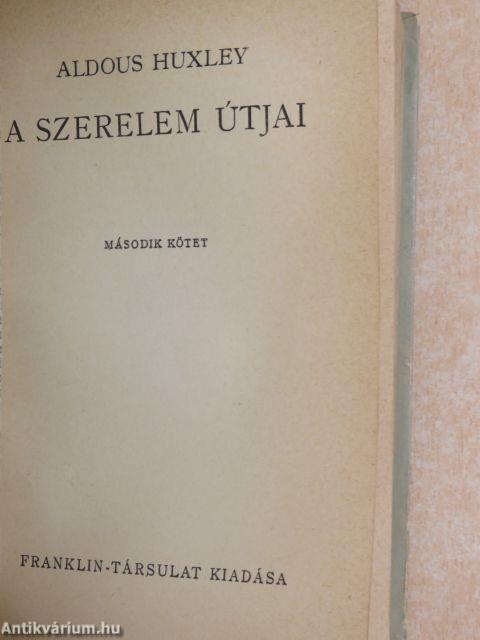 ALDOUS HUXLEY
A SZERELEM ÚTJAI
MÁSODIK KÖTET
FRANKLIN-TÁRSULAT KIADÁSA
Antikvárium.hu